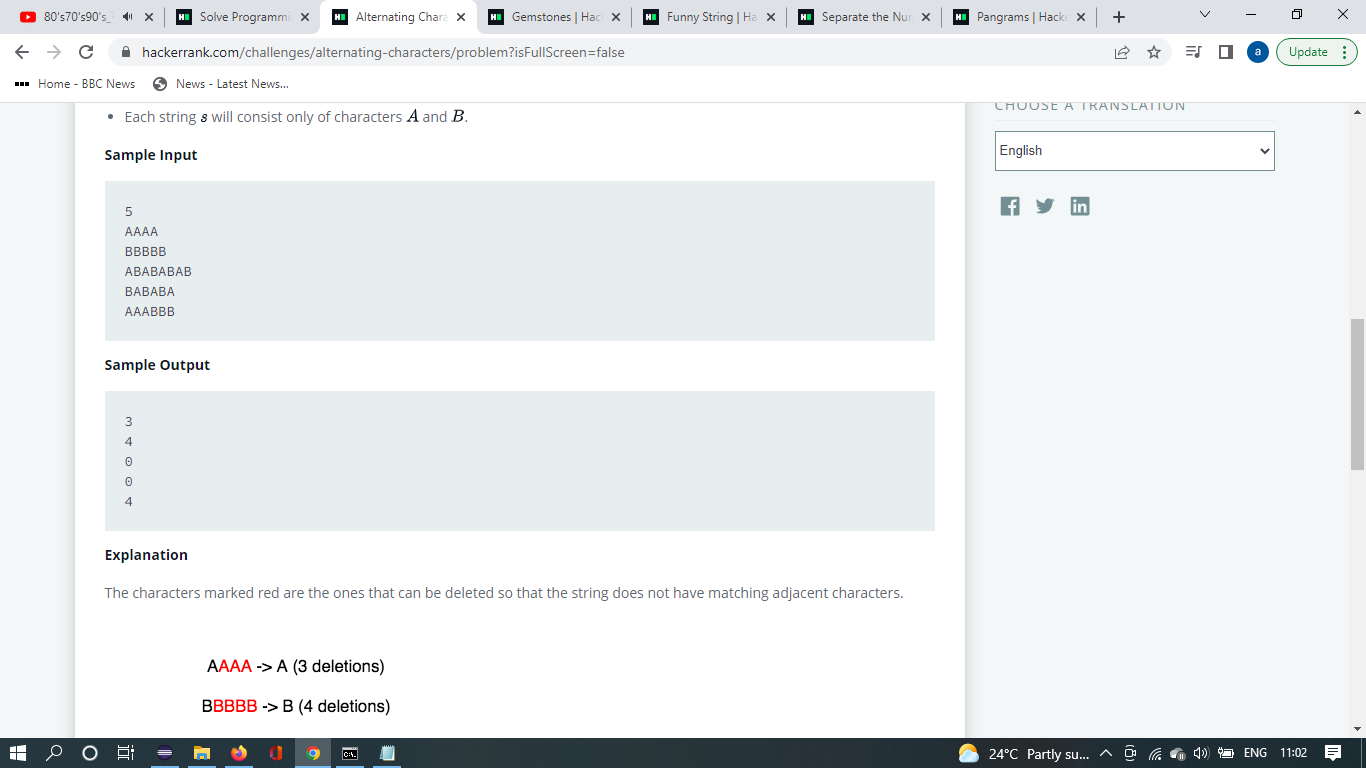 80's70's90's_
Solve Programmi
Alternating Chara
Gemstones | Hac
Funny String | Ha
Separate the Nu
Pangrams | Hack
hackerrank.com/challenges/alternating-characters/problem?isFullScreen=false
a
Update
Home - BBC News
News - Latest News...
Each string s will consist only of characters A and B.
CHOOSE A TRANSLATION
English
Sample Input
5
AAAA
BBBBB
ABABABAB
BABABA
AAABBB
Sample Output
3
4
0
0
4
Explanation
The characters marked red are the ones that can be deleted so that the string does not have matching adjacent characters.
AAAA -> A (3 deletions)
BBBBB -> B (4 deletions)
24°C Partly su...
ENG
11:02